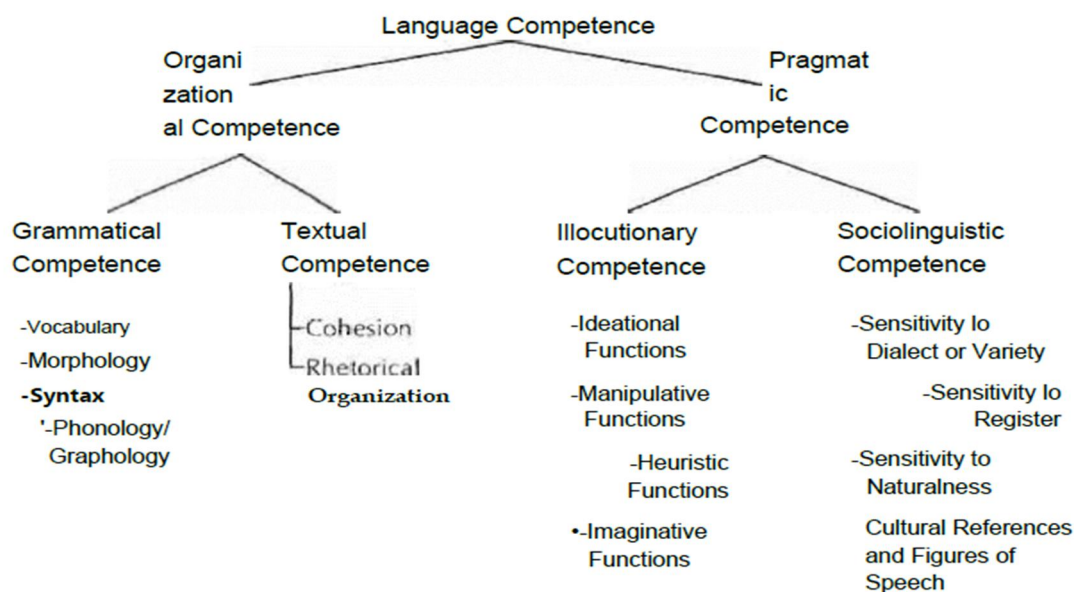 Language Competence
Organi
zation
al Competence
Pragmat
ic
Competence
Grammatical
Competence
-Vocabulary
-Morphology
-Syntax
'-Phonology/
Graphology
Textual
Competence
-Cohesion
-Rhetorical
Organization
Illocutionary
Competence
-Ideational
Functions
-Manipulative
Functions
-Heuristic
Functions
•-Imaginative
Functions
Sociolinguistic
Competence
-Sensitivity lo
Dialect or Variety
-Sensitivity lo
Register
-Sensitivity to
Naturalness
Cultural References
and Figures of
Speech